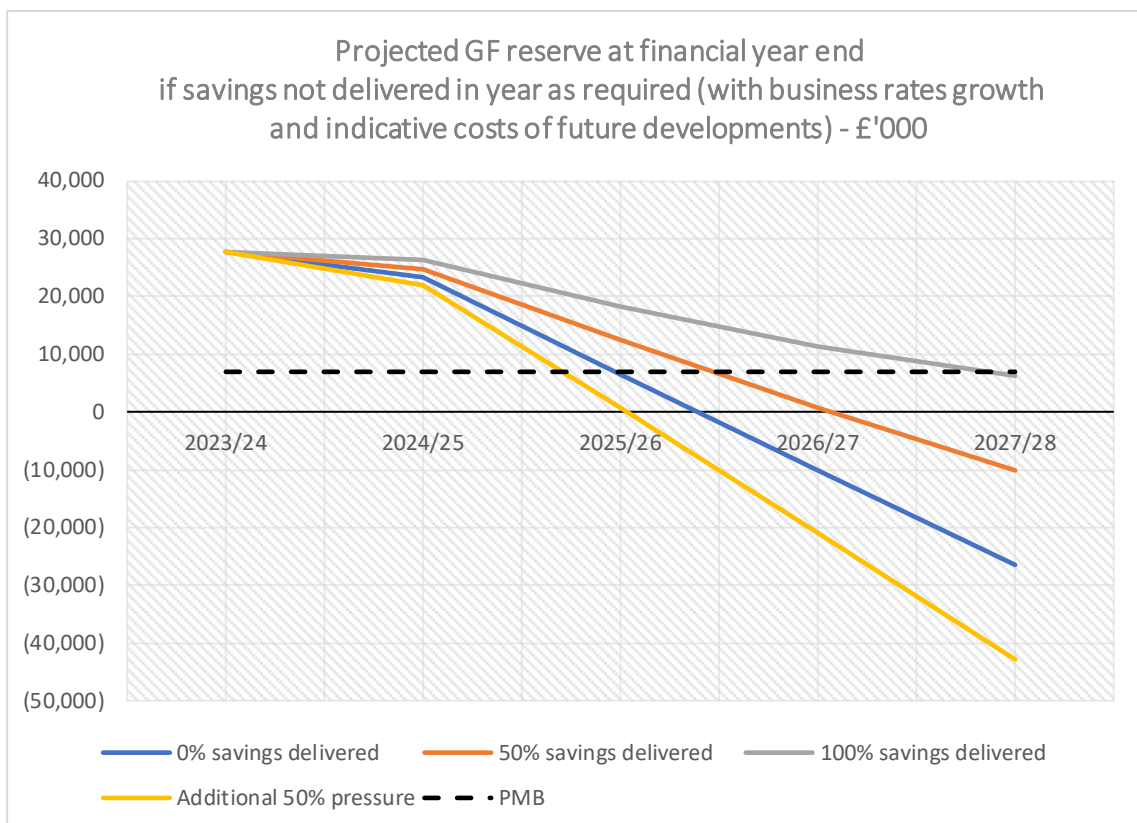 Projected GF reserve at financial year end
if savings not delivered in year as required (with business rates growth
and indicative costs of future developments) - £'000
40,000
30,000
20,000
10,000
0
2023/24 2024/25 2025/26 2026/27 2027/28
(10,000)
(20,000)
(30,000)
(40,000)
(50,000)
0% savings delivered 50% savings delivered 100% savings delivered
Additional 50% pressure PMB